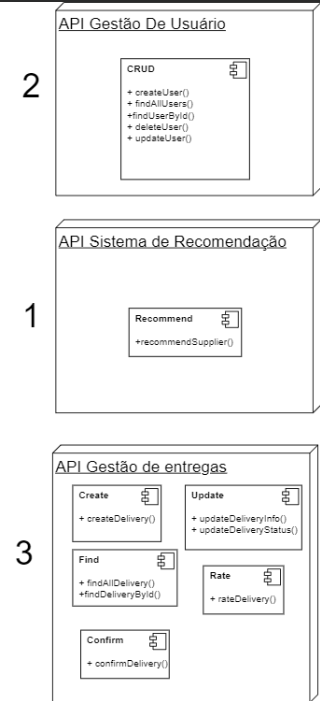 API Gestão De Usuário
2
CRUD
+ createUser()
+ findAllUsers()
+findUserById()
+ deleteUser()
+ updateUser()
API Sistema de Recomendação
1
Recommend
+recommendSupplier()
API Gestão de entregas
3
Create
+ createDelivery()
Update
+ updateDeliveryInfo()
+ updateDeliveryStatus()
Find
+ findAllDelivery()
+findDeliveryById()
Rate
+ rateDelivery()
Confirm
+ confirmDelivery()